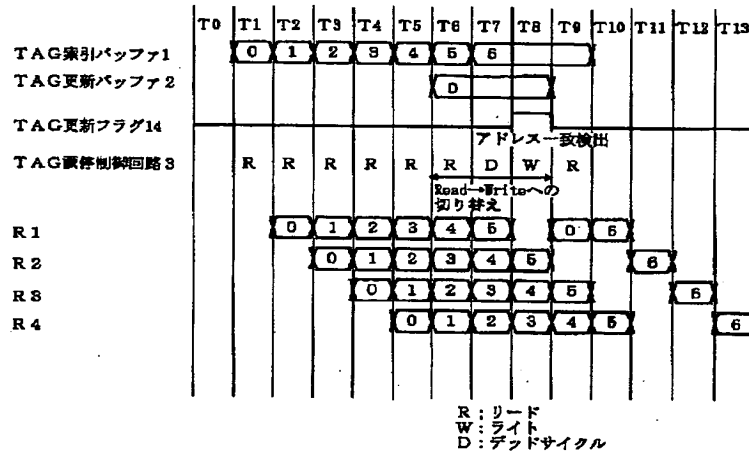 T0 T1 T2 T3 T4 T5 T6 T7 T8 T9 T10 T11 T12 T13
TAG索引バッファ1 0 1 2 3 4 5 6
TAG更新バッファ2 D
TAG更新フラグ14
アドレス一致検出
TAG調停制御回路3 R R R R R R D W R
Read→Writeへの
切り替え
R1 0 1 2 3 4 5 0 6
R2 0 1 2 3 4 5 6
R3 0 1 2 3 4 5 6
R4 0 1 2 3 4 5 6
R：リード
W：ライト
D：デッドサイクル